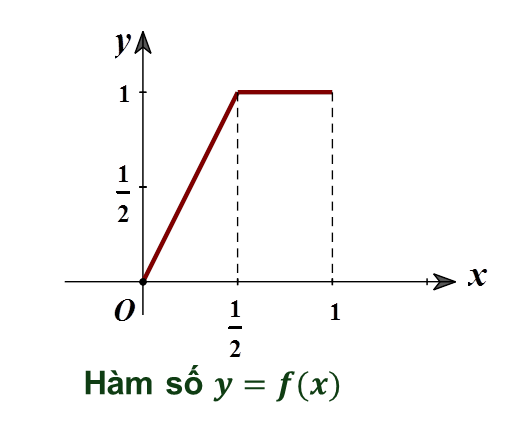 y
1
1/2
O
1/2
1
x
Hàm số y = f(x)